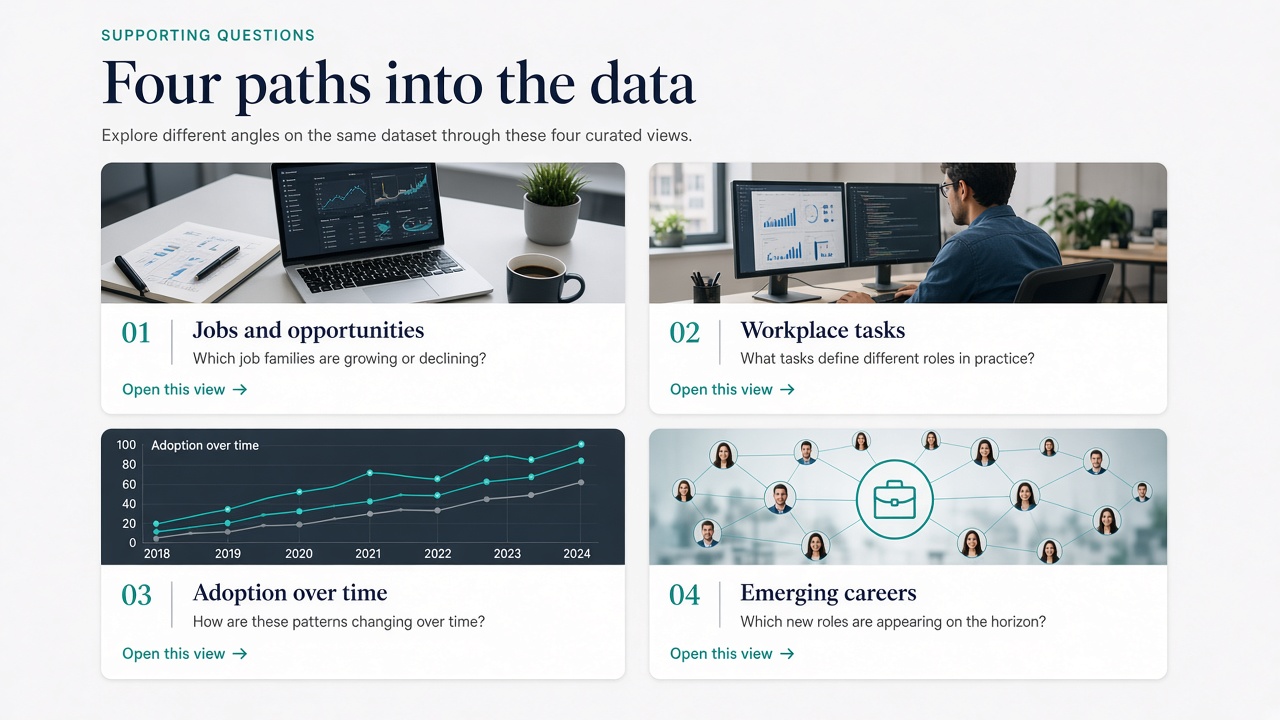 SUPPORTING QUESTIONS
Four paths into the data
Explore different angles on the same dataset through these four curated views.
01
Jobs and opportunities
Which job families are growing or declining?
Open this view →
02
Workplace tasks
What tasks define different roles in practice?
Open this view →
Adoption over time
100
80
60
40
20
0
2018 2019 2020 2021 2022 2023 2024
03
Adoption over time
How are these patterns changing over time?
Open this view →
04
Emerging careers
Which new roles are appearing on the horizon?
Open this view →